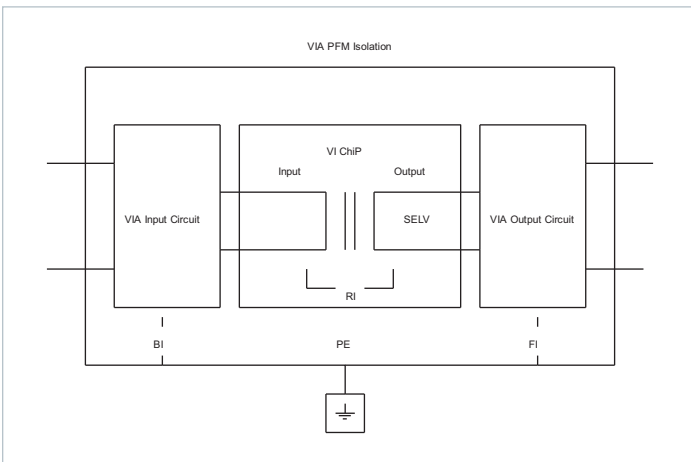 VIA PFM Isolation
VI ChiP
Input Output
VIA Input Circuit SELV VIA Output Circuit
RI
BI PE FI